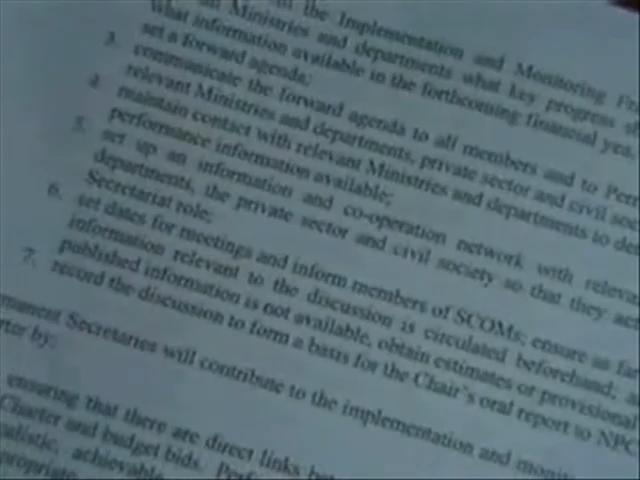 the Implementation and Monitoring
Ministries and departments what key progress
what information available in the forthcoming financial year
3. set a forward agenda;
communicate the forward agenda to all members and to
4. relevant Ministries and departments, private sector and civil
maintain contact with relevant Ministries and departments to
5. performance information available;
set up an information and co-operation network with
departments, the private sector and civil society so that they
Secretariat role;
6. set dates for meetings and inform members of SCOMs; ensure as far
information relevant to the discussion is circulated beforehand;
published information is not available, obtain estimates or provisional
7. record the discussion to form a basis for the Chair's oral report to NPC
Secretaries will contribute to the implementation and
by:
ensuring that there are direct links
Charter and budget bids.
achievable